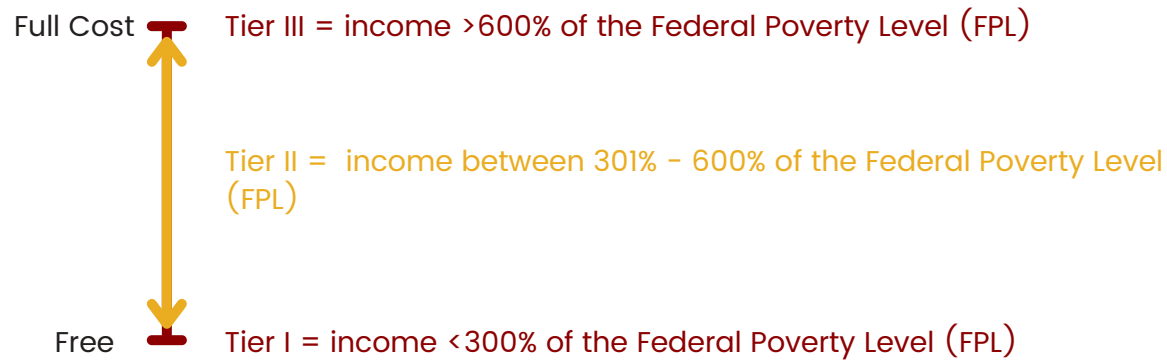 Full Cost Tier III = income >600% of the Federal Poverty Level (FPL)
Tier II = income between 301% - 600% of the Federal Poverty Level
(FPL)
Free Tier I = income <300% of the Federal Poverty Level (FPL)